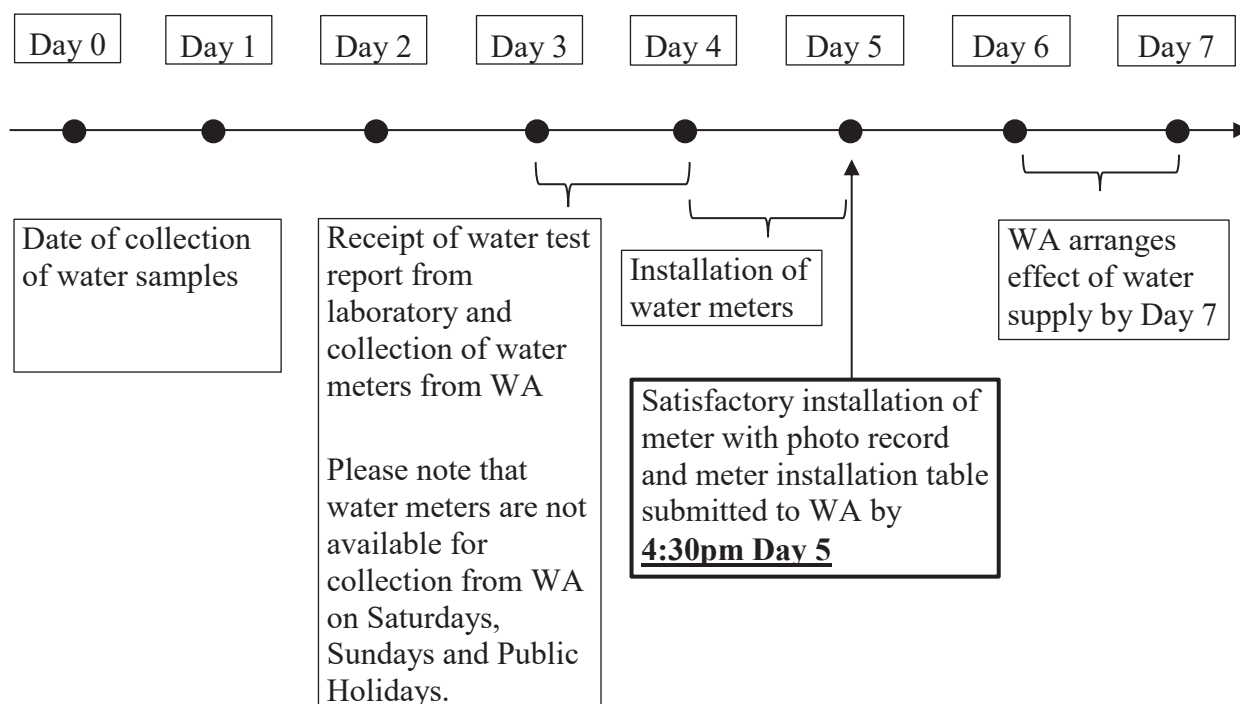 Day 0
Day 1
Day 2
Day 3
Day 4
Day 5
Day 6
Day 7
Date of collection
of water samples
Receipt of water test
report from
laboratory and
collection of water
meters from WA
Please note that
water meters are not
available for
collection from WA
on Saturdays,
Sundays and Public
Holidays.
Installation of
water meters
Satisfactory installation of
meter with photo record
and meter installation table
submitted to WA by
4:30pm Day 5
WA arranges
effect of water
supply by Day 7